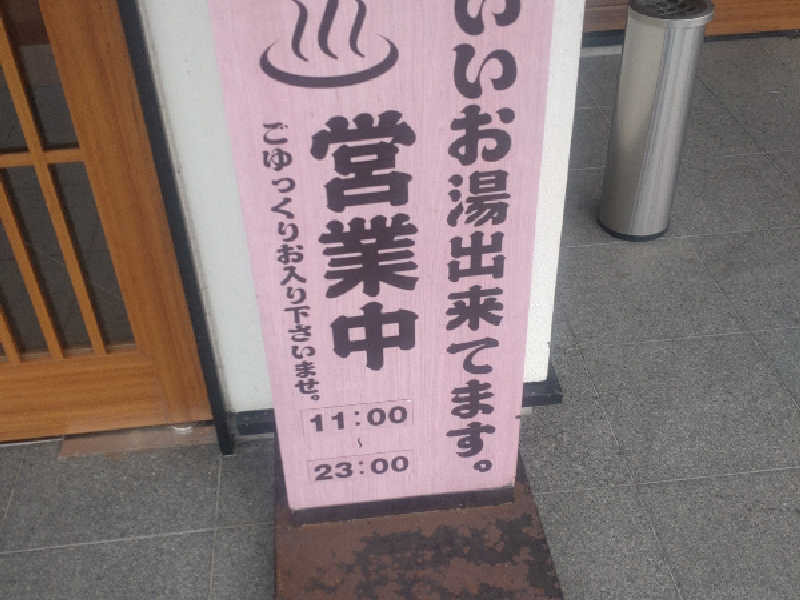 いいお湯出来てます。
営業中
ごゆっくりお入り下さいませ。
11:00
～
23:00